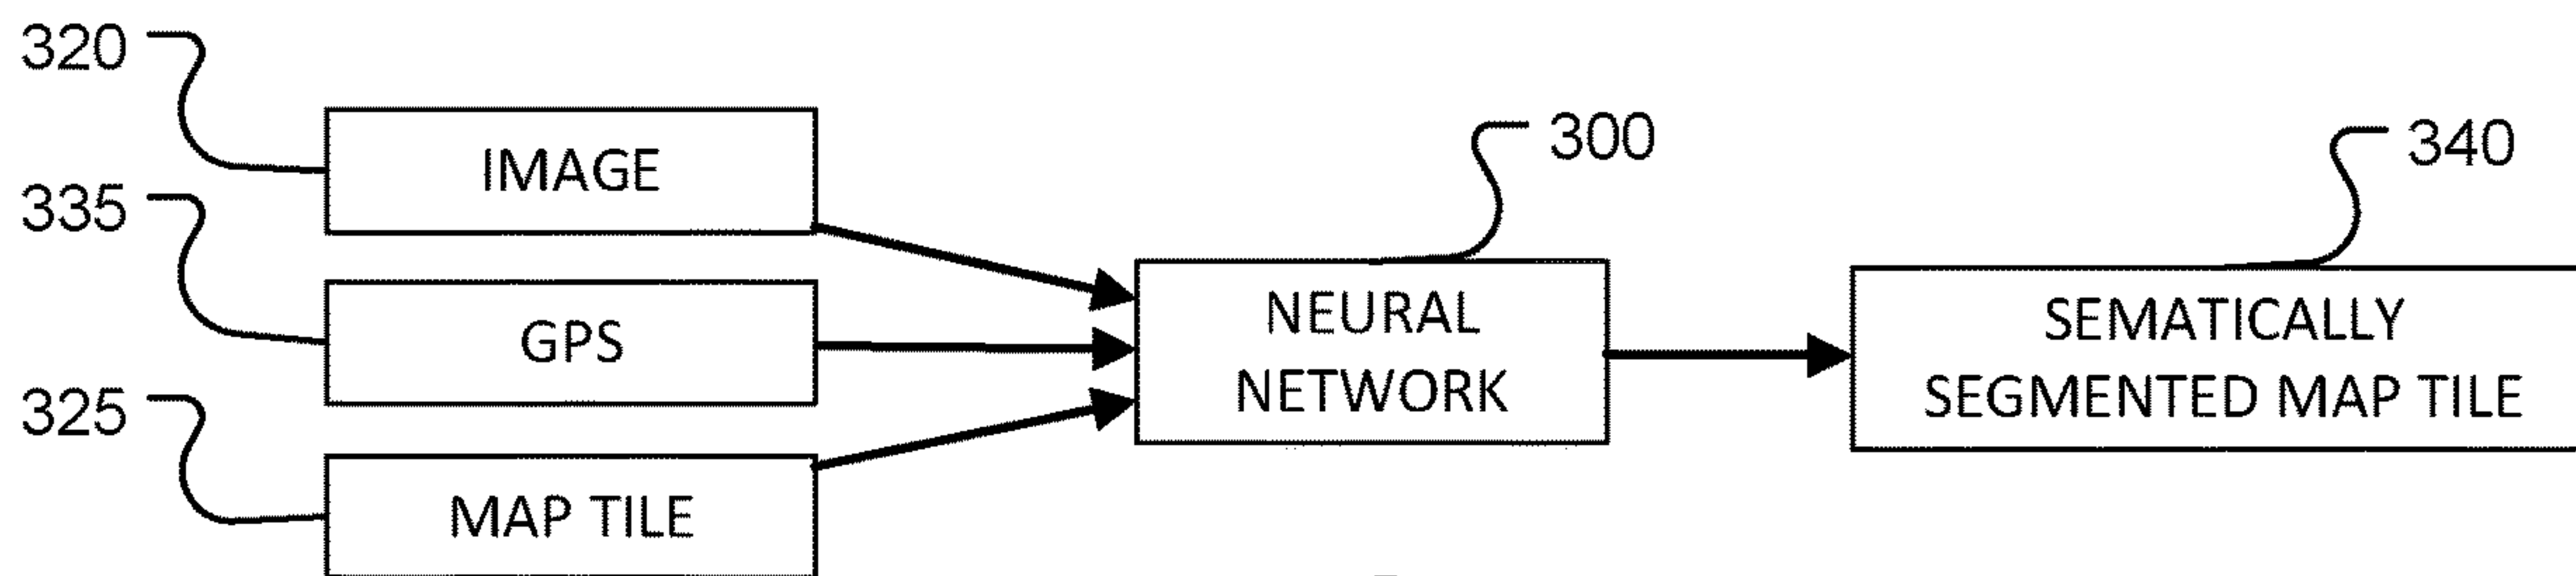 320
IMAGE
335
GPS
325
MAP TILE
300
NEURAL
NETWORK
340
SEMATICALLY
SEGMENTED MAP TILE